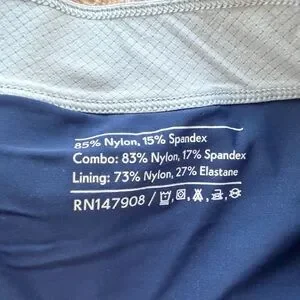 85% Nylon, 15% Spandex
Combo: 83% Nylon, 17% Spandex
Lining: 73% Nylon, 27% Elastane
RN147908 /